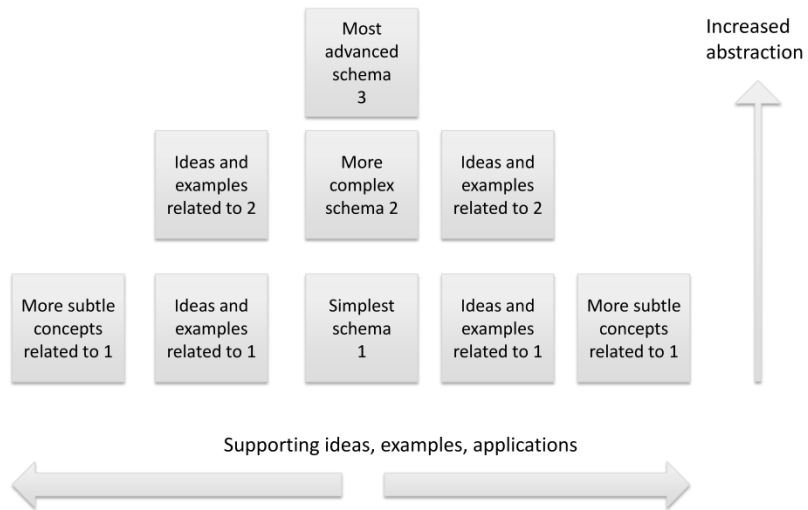 Most
advanced
schema
3
Increased
abstraction
Ideas and
examples
related to 2
More
complex
schema 2
Ideas and
examples
related to 2
More subtle
concepts
related to 1
Ideas and
examples
related to 1
Simplest
schema
1
Ideas and
examples
related to 1
More subtle
concepts
related to 1
Supporting ideas, examples, applications